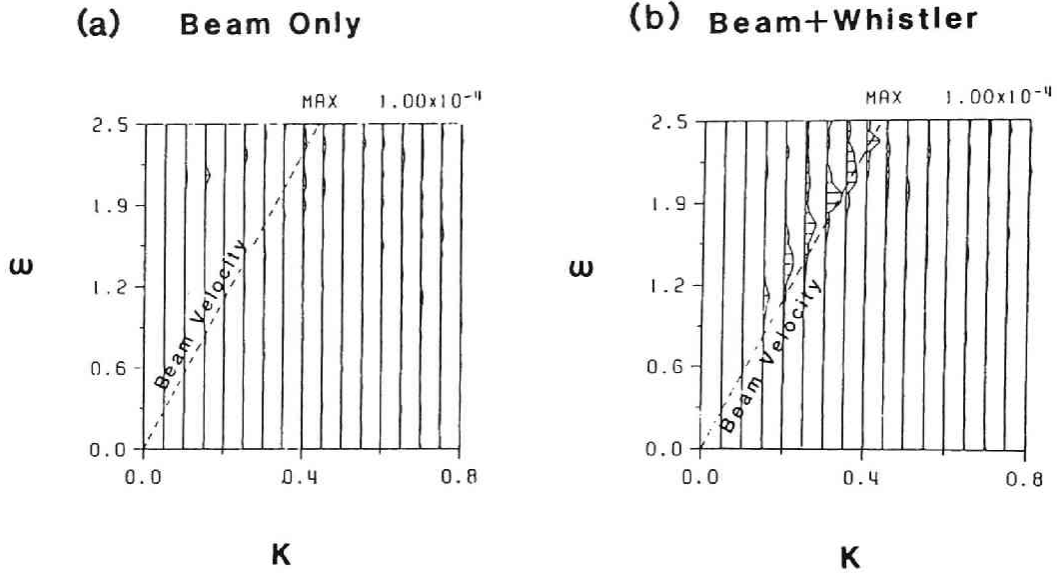 (a) Beam Only
MAX 1.00x10⁻⁴
2.5
1.9
1.2
0.6
0.0
ω
Beam Velocity
0.0 0.4 0.8
K
(b) Beam+Whistler
MAX 1.00x10⁻⁴
2.5
1.9
1.2
0.6
0.0
ω
Beam Velocity
0.0 0.4 0.8
K